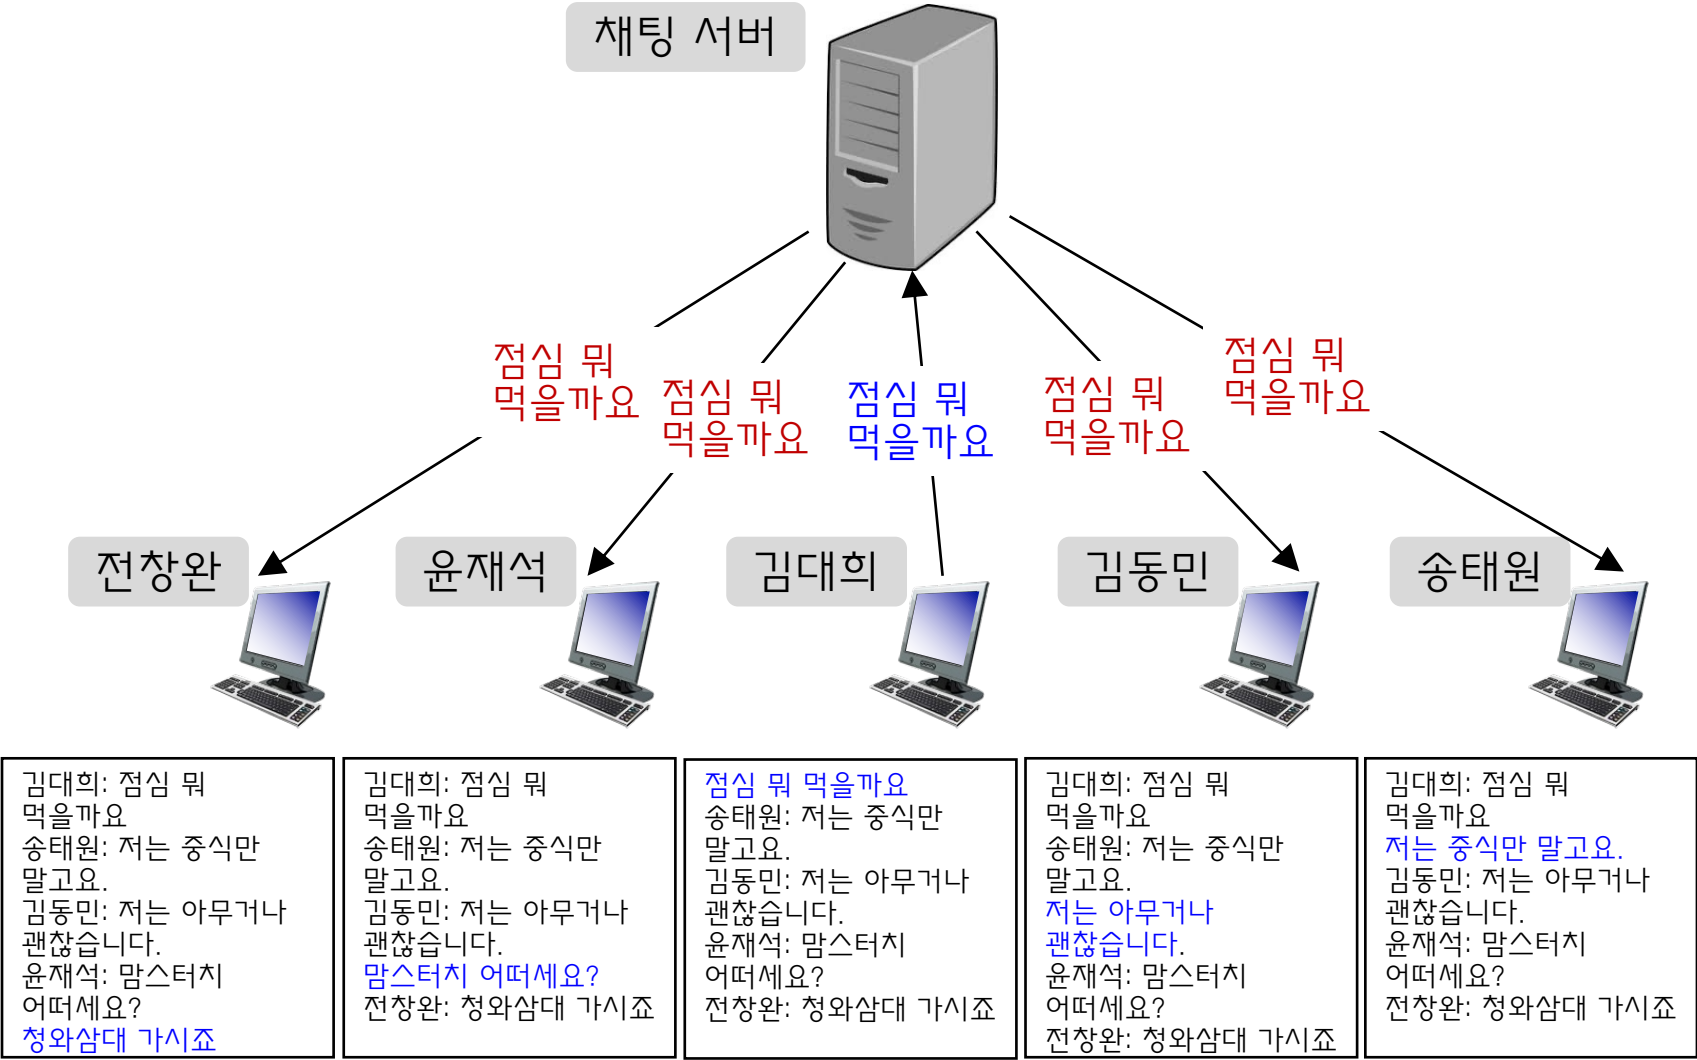 채팅 서버
점심 뭐
먹을까요
점심 뭐
먹을까요
점심 뭐
먹을까요
점심 뭐
먹을까요
점심 뭐
먹을까요
전창완
윤재석
김대희
김동민
송태원
김대희: 점심 뭐
먹을까요
송태원: 저는 중식만
말고요.
김동민: 저는 아무거나
괜찮습니다.
윤재석: 맘스터치
어떠세요?
청와삼대 가시죠
김대희: 점심 뭐
먹을까요
송태원: 저는 중식만
말고요.
김동민: 저는 아무거나
괜찮습니다.
맘스터치 어떠세요?
전창완: 청와삼대 가시죠
점심 뭐 먹을까요
송태원: 저는 중식만
말고요.
김동민: 저는 아무거나
괜찮습니다.
윤재석: 맘스터치
어떠세요?
전창완: 청와삼대 가시죠
김대희: 점심 뭐
먹을까요
송태원: 저는 중식만
말고요.
저는 아무거나
괜찮습니다.
윤재석: 맘스터치
어떠세요?
전창완: 청와삼대 가시죠
김대희: 점심 뭐
먹을까요
저는 중식만 말고요.
김동민: 저는 아무거나
괜찮습니다.
윤재석: 맘스터치
어떠세요?
전창완: 청와삼대 가시죠